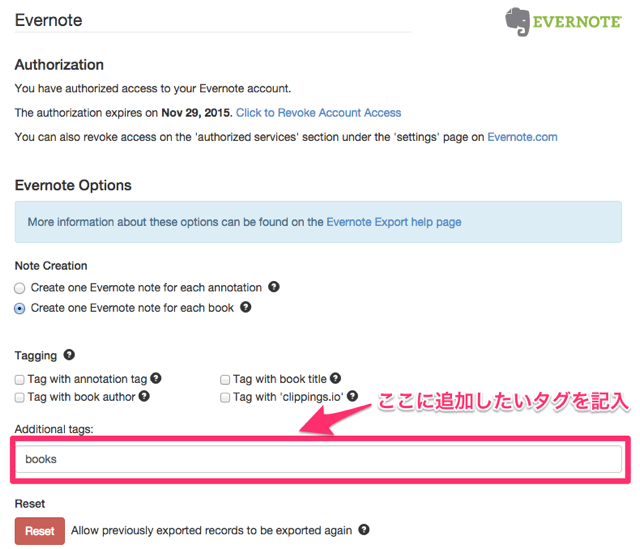 Evernote
EVERNOTE
Authorization
You have authorized access to your Evernote account.
The authorization expires on Nov 29, 2015. Click to Revoke Account Access
You can also revoke access on the 'authorized services' section under the 'settings' page on Evernote.com
Evernote Options
More information about these options can be found on the Evernote Export help page
Note Creation
Create one Evernote note for each annotation ?
Create one Evernote note for each book ?
Tagging ?
Tag with annotation tag ? Tag with book title ?
Tag with book author ? Tag with 'clippings.io' ?
ここに追加したいタグを記入
Additional tags:
books
Reset
Reset Allow previously exported records to be exported again ?